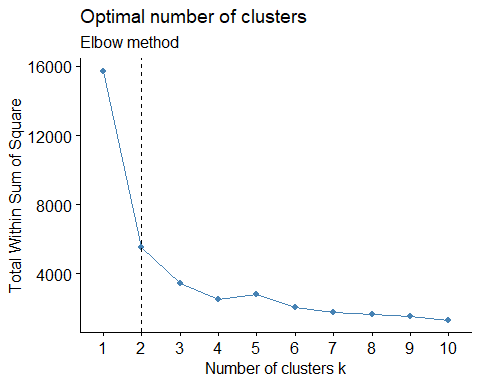 Optimal number of clusters
Elbow method
Total Within Sum of Square
16000
12000
8000
4000
1 2 3 4 5 6 7 8 9 10
Number of clusters k